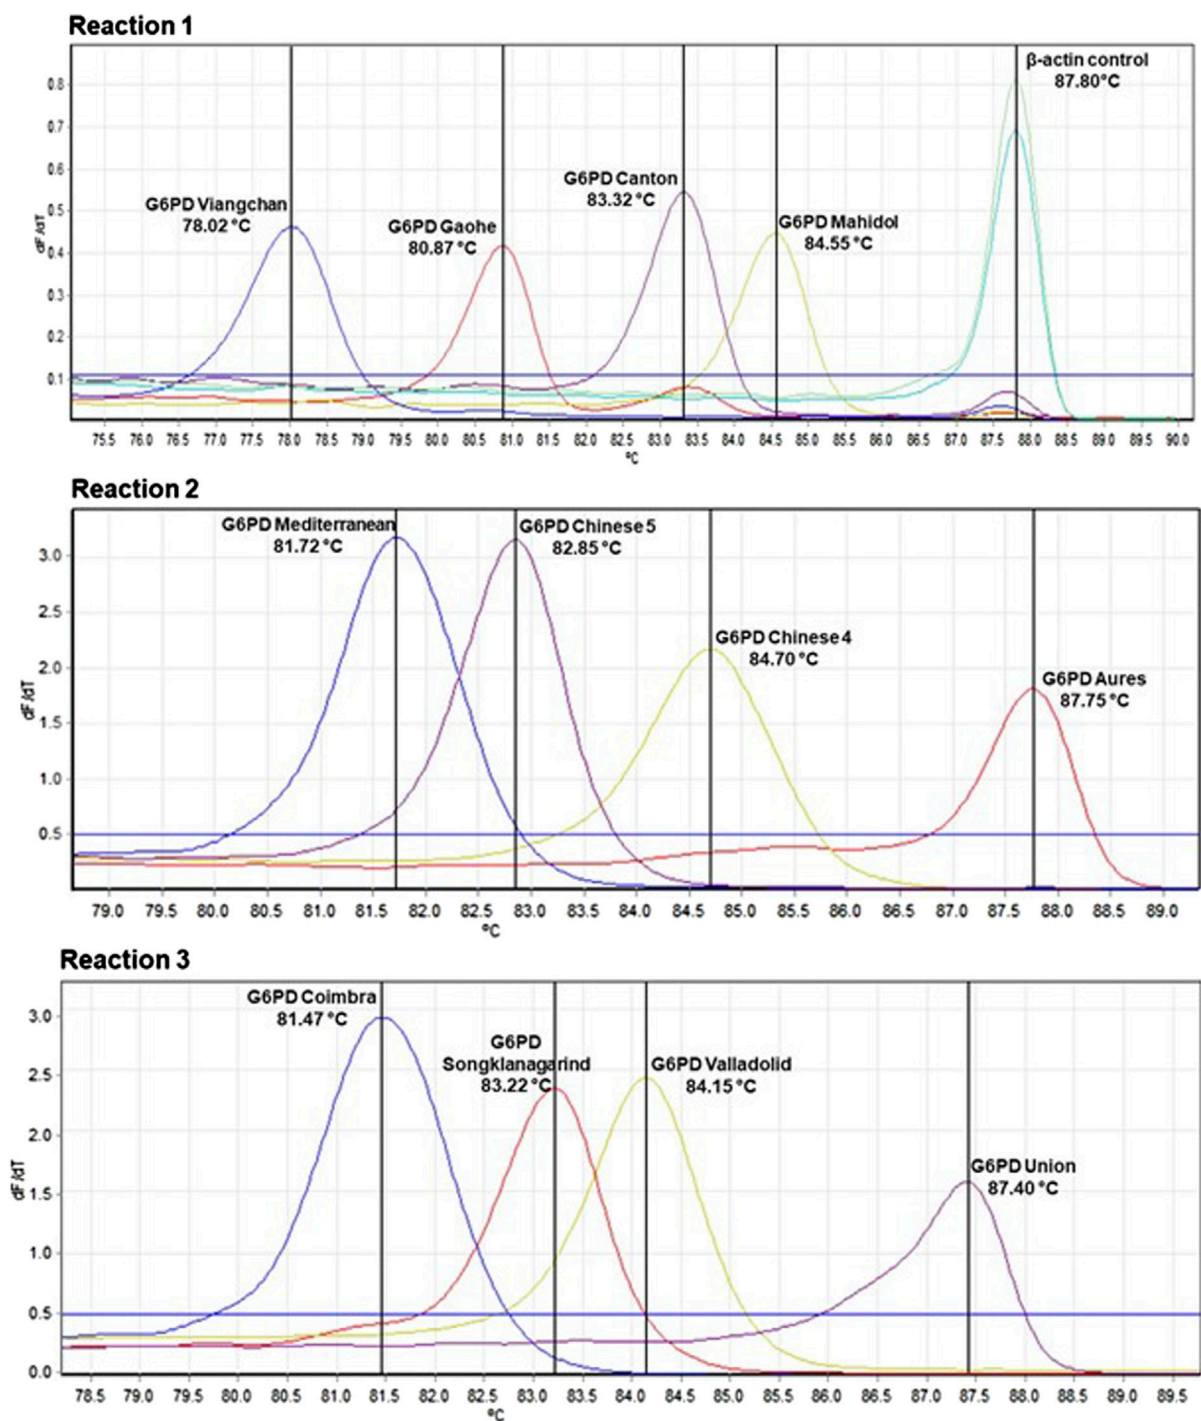 Reaction 1
β-actin control
87.80°C
G6PD Canton
83.32 °C
G6PD Viangchan
78.02 °C
G6PD Gaohe
80.87 °C
G6PD Mahidol
84.55 °C
dF/dT
0.8
0.7
0.6
0.5
0.4
0.3
0.2
0.1
75.5 76.0 76.5 77.0 77.5 78.0 78.5 79.0 79.5 80.0 80.5 81.0 81.5 82.0 82.5 83.0 83.5 84.0 84.5 85.0 85.5 86.0 86.5 87.0 87.5 88.0 88.5 89.0 89.5 90.0
°C
Reaction 2
G6PD Mediterranean
81.72 °C
G6PD Chinese 5
82.85 °C
G6PD Chinese 4
84.70 °C
G6PD Aures
87.75 °C
dF/dT
3.0
2.5
2.0
1.5
1.0
0.5
79.0 79.5 80.0 80.5 81.0 81.5 82.0 82.5 83.0 83.5 84.0 84.5 85.0 85.5 86.0 86.5 87.0 87.5 88.0 88.5 89.0
°C
Reaction 3
G6PD Coimbra
81.47 °C
G6PD
Songklanagarind
83.22 °C
G6PD Valladolid
84.15 °C
G6PD Union
87.40 °C
dF/dT
3.0
2.5
2.0
1.5
1.0
0.5
0.0
78.5 79.0 79.5 80.0 80.5 81.0 81.5 82.0 82.5 83.0 83.5 84.0 84.5 85.0 85.5 86.0 86.5 87.0 87.5 88.0 88.5 89.0 89.5
°C